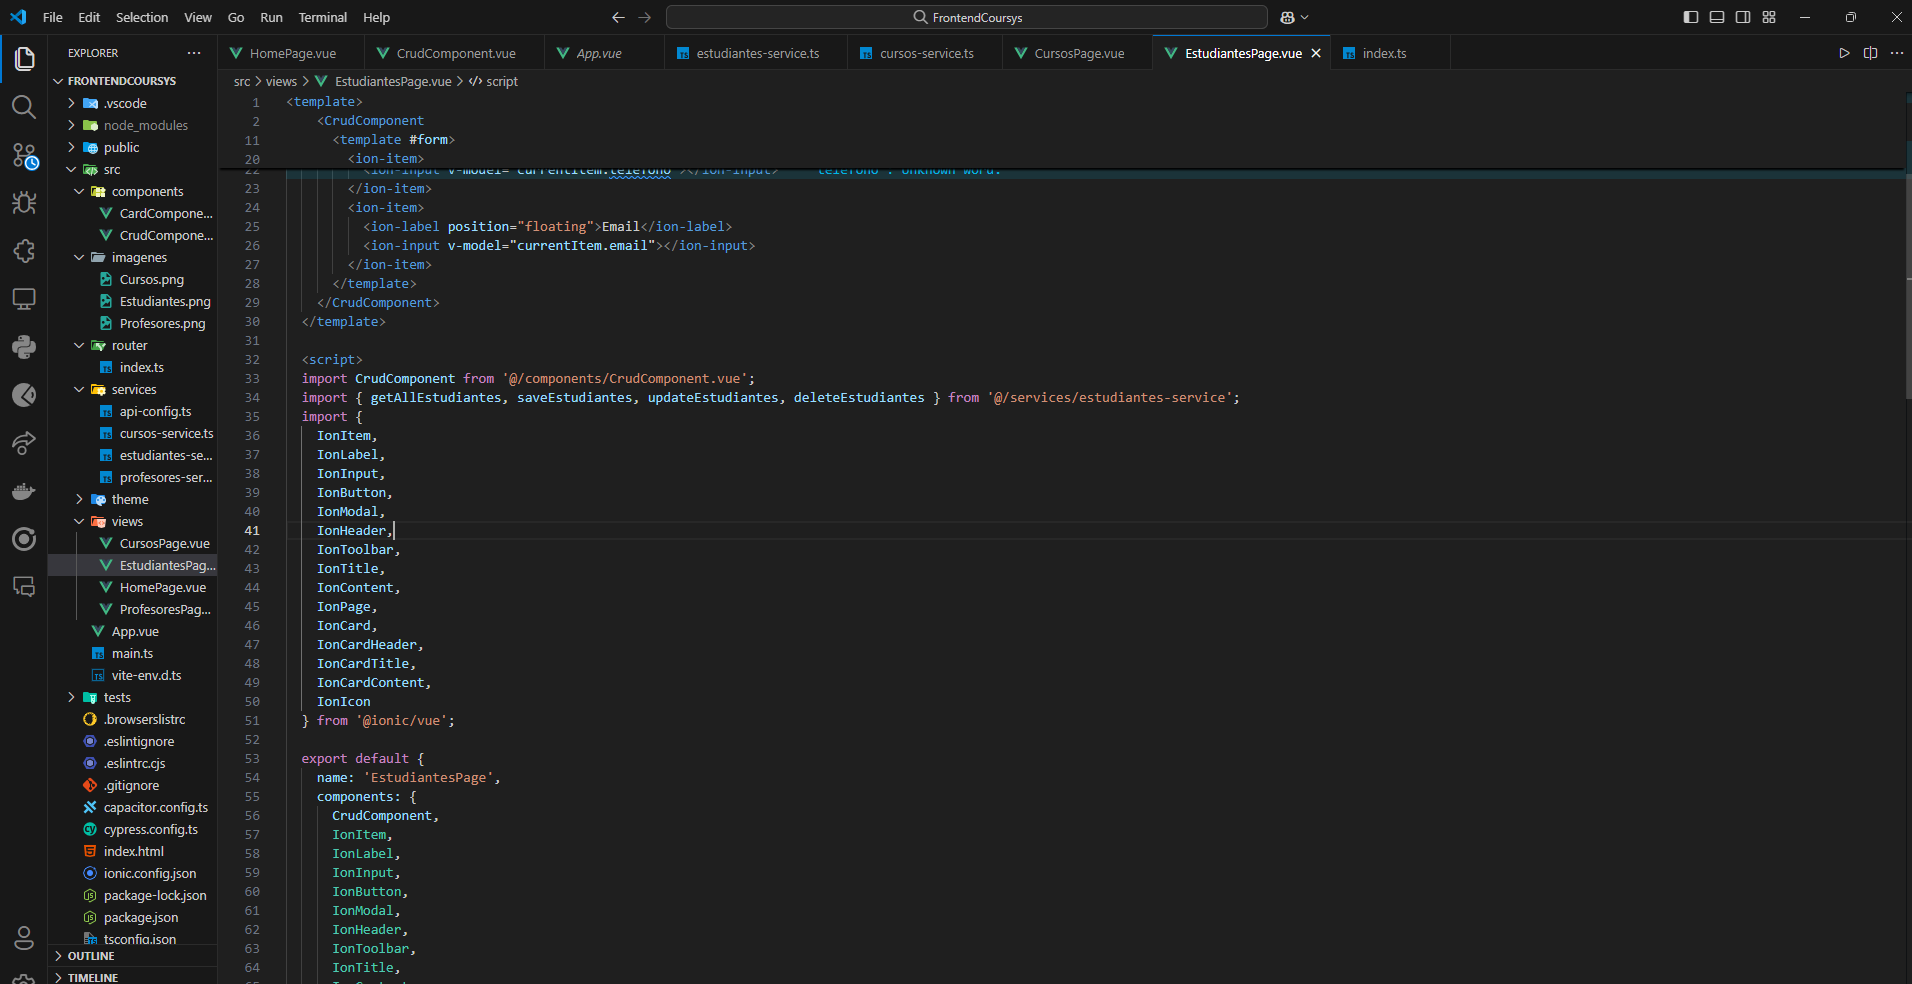 File Edit Selection View Go Run Terminal Help
FrontendCoursys
EXPLORER
HomePage.vue
CrudComponent.vue
App.vue
estudiantes-service.ts
cursos-service.ts
CursosPage.vue
EstudiantesPage.vue
index.ts
src > views > EstudiantesPage.vue > script
FRONTENDCOURSYS
.vscode
node_modules
public
src
components
CardCompone...
CrudCompone...
imagenes
Cursos.png
Estudiantes.png
Profesores.png
router
index.ts
services
api-config.ts
cursos-service.ts
estudiantes-se...
profesores-ser...
theme
views
CursosPage.vue
EstudiantesPag...
HomePage.vue
ProfesoresPag...
App.vue
main.ts
vite-env.d.ts
tests
.browserslistrc
.eslintignore
.eslintrc.cjs
.gitignore
capacitor.config.ts
cypress.config.ts
index.html
ionic.config.json
package-lock.json
package.json
tsconfig.json
OUTLINE
TIMELINE
1 <template>
2 <CrudComponent
11 <template #form>
20 <ion-item>
22 <ion-input v-model="currentItem.telefono"></ion-input> "telefono": Unknown word.
23 </ion-item>
24 <ion-item>
25 <ion-label position="floating">Email</ion-label>
26 <ion-input v-model="currentItem.email"></ion-input>
27 </ion-item>
28 </template>
29 </CrudComponent>
30 </template>
31
32 <script>
33 import CrudComponent from '@/components/CrudComponent.vue';
34 import { getAllEstudiantes, saveEstudiantes, updateEstudiantes, deleteEstudiantes } from '@/services/estudiantes-service';
35 import {
36 IonItem,
37 IonLabel,
38 IonInput,
39 IonButton,
40 IonModal,
41 IonHeader,
42 IonToolbar,
43 IonTitle,
44 IonContent,
45 IonPage,
46 IonCard,
47 IonCardHeader,
48 IonCardTitle,
49 IonCardContent,
50 IonIcon
51 } from '@ionic/vue';
52
53 export default {
54 name: 'EstudiantesPage',
55 components: {
56 CrudComponent,
57 IonItem,
58 IonLabel,
59 IonInput,
60 IonButton,
61 IonModal,
62 IonHeader,
63 IonToolbar,
64 IonTitle,